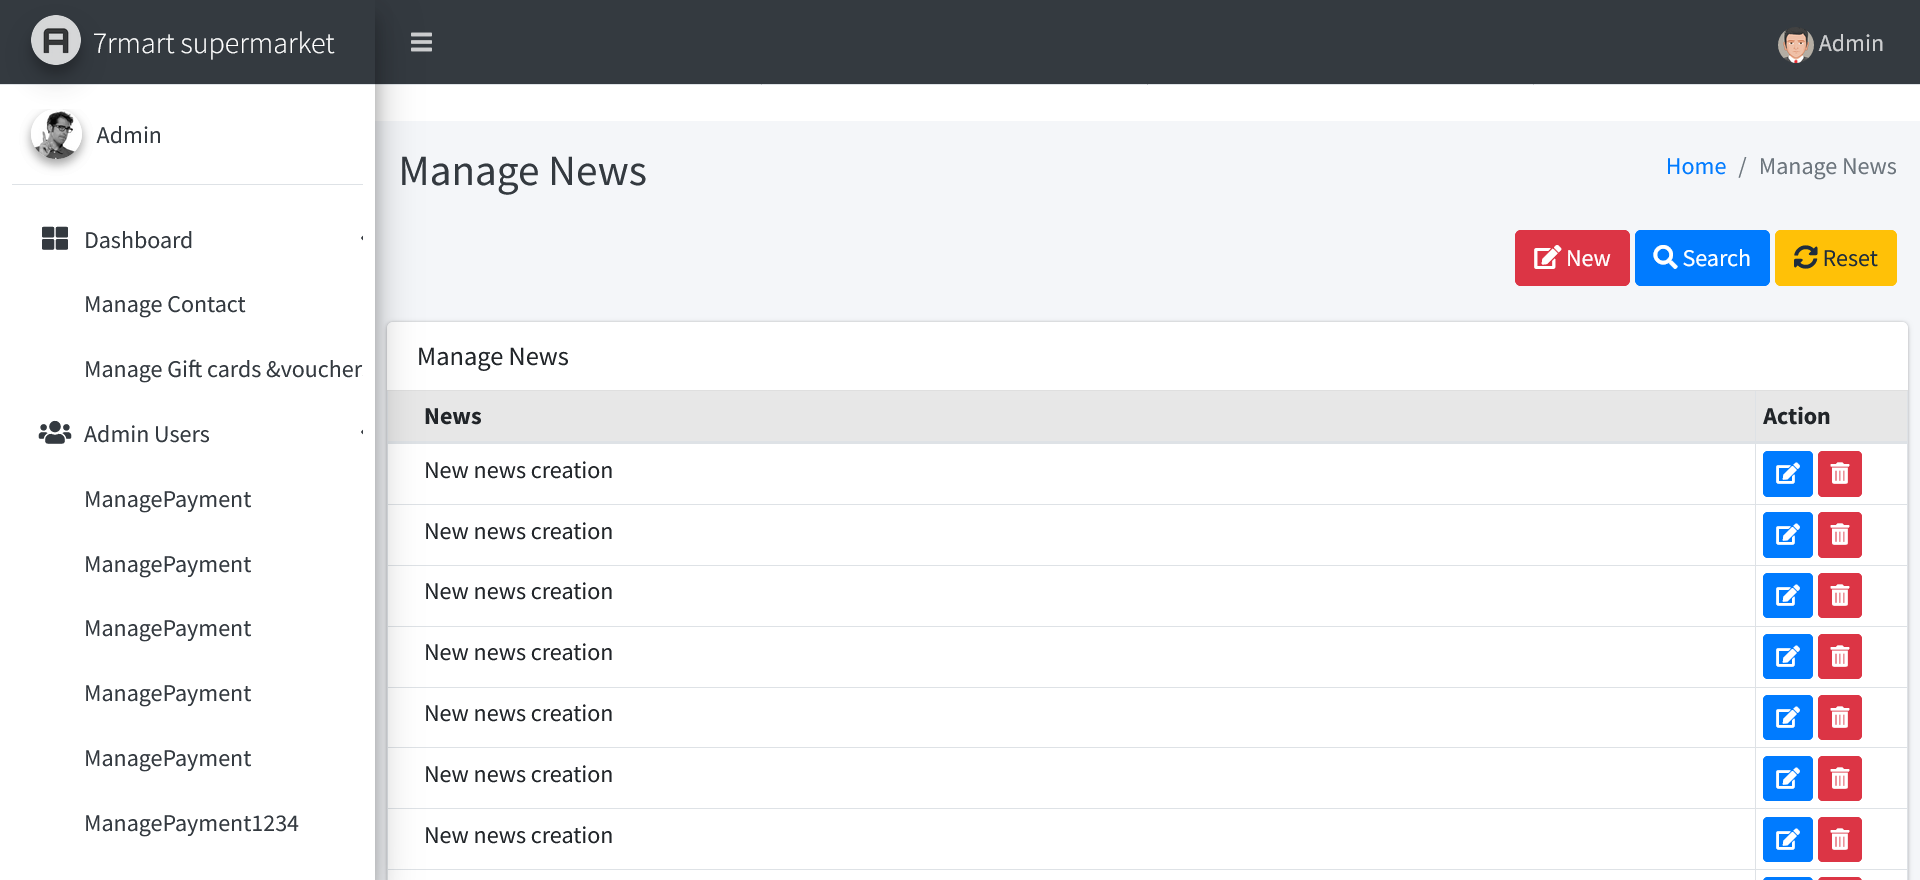 7rmart supermarket
Admin
Admin
Dashboard
Manage Contact
Manage Gift cards &voucher
Admin Users
ManagePayment
ManagePayment
ManagePayment
ManagePayment
ManagePayment
ManagePayment1234
Manage News
Home / Manage News
New Search Reset
Manage News
News Action
New news creation
New news creation
New news creation
New news creation
New news creation
New news creation
New news creation